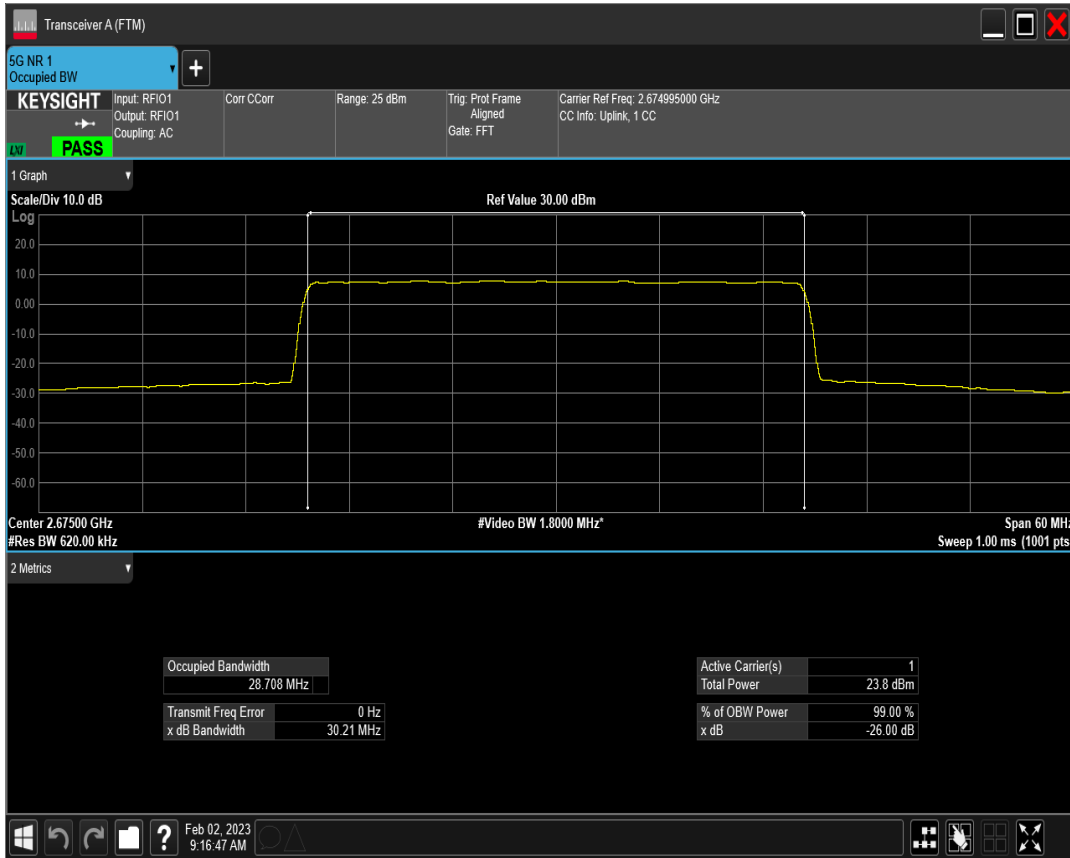 Transceiver A (FTM)
5G NR 1
Occupied BW
+
KEYSIGHT
LXI
PASS
Input: RFIO1
Output: RFIO1
Coupling: AC
Corr CCorr
Range: 25 dBm
Trig: Prot Frame
Aligned
Gate: FFT
Carrier Ref Freq: 2.674995000 GHz
CC Info: Uplink, 1 CC
1 Graph
Scale/Div 10.0 dB
Ref Value 30.00 dBm
Log
20.0
10.0
0.00
-10.0
-20.0
-30.0
-40.0
-50.0
-60.0
Center 2.67500 GHz
#Video BW 1.8000 MHz*
Span 60 MHz
#Res BW 620.00 kHz
Sweep 1.00 ms (1001 pts
2 Metrics
Occupied Bandwidth
28.708 MHz
Transmit Freq Error 0 Hz
x dB Bandwidth 30.21 MHz
Active Carrier(s) 1
Total Power 23.8 dBm
% of OBW Power 99.00 %
x dB -26.00 dB
?
Feb 02, 2023
9:16:47 AM